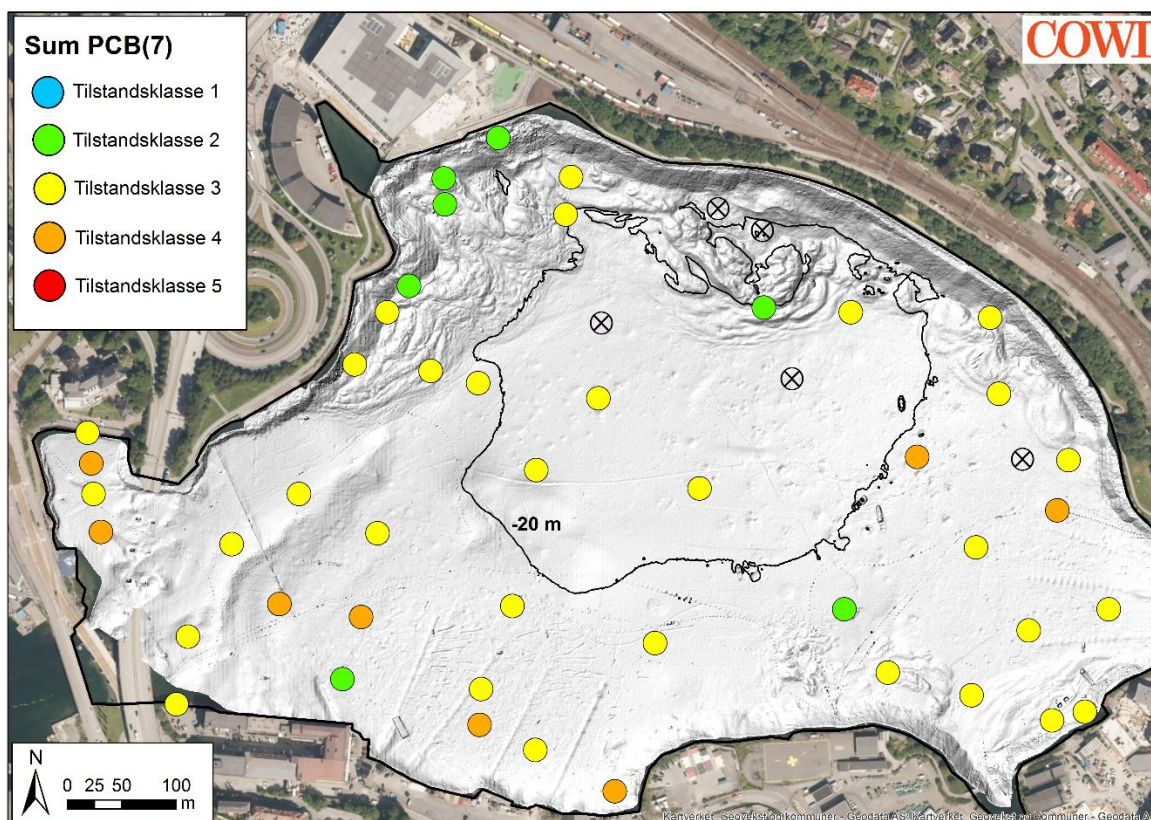 Sum PCB(7)
Tilstandsklasse 1
Tilstandsklasse 2
Tilstandsklasse 3
Tilstandsklasse 4
Tilstandsklasse 5
COWI
-20 m
N
0 25 50 100
m
Kartverket, Geovekst og kommuner - Geodata AS, Kartverket, Geovekst og Kommuner - Geodata A